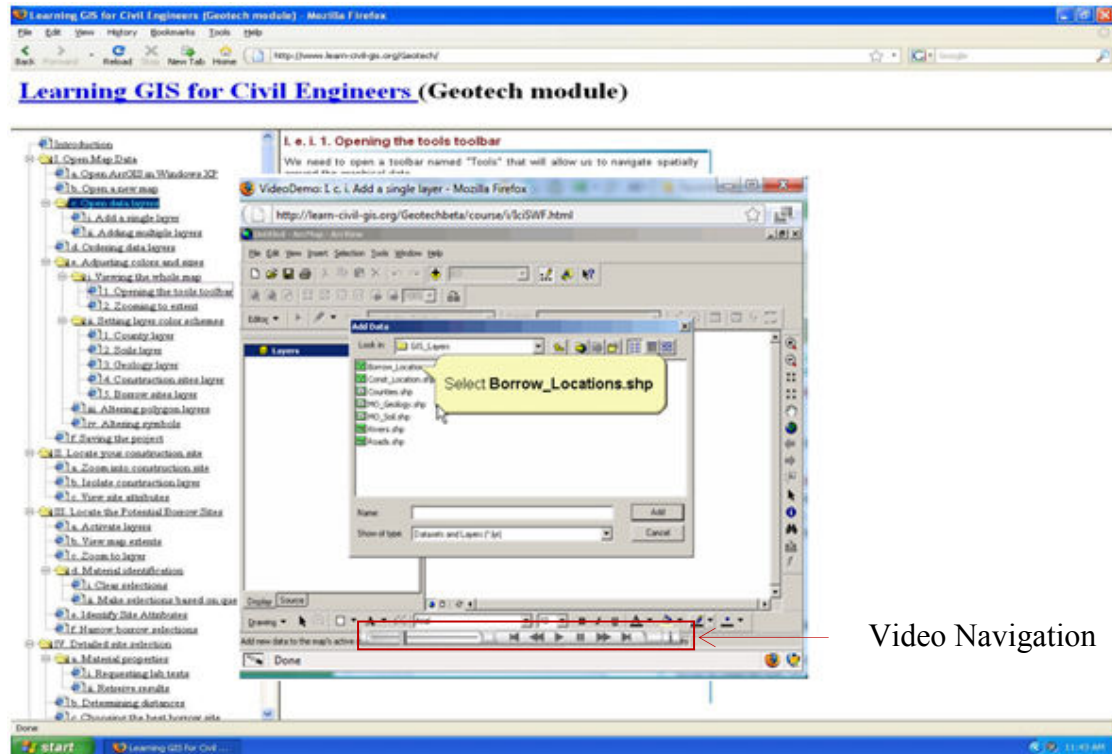 Learning GIS for Civil Engineers (Geotech module) - Mozilla Firefox
File Edit View History Bookmarks Tools Help
Back Forward Reload Stop New Tab Home http://www.learn-civil-gis.org/Geotech/ Google
Learning GIS for Civil Engineers (Geotech module)
Introduction
I. Open Map Data
a. Open ArcGIS in Windows XP
b. Open a new map
c. Open data layers
i. Add a single layer
ii. Adding multiple layers
d. Ordering data layers
e. Adjusting colors and sizes
i. Viewing the whole map
1. Opening the tools toolbar
2. Zooming to extent
ii. Setting layer color schemes
1. County layer
2. Soils layer
3. Geology layer
4. Construction sites layer
5. Borrow sites layer
iii. Altering polygon layers
iv. Altering symbols
f. Saving the project
II. Locate your construction site
a. Zoom into construction site
b. Isolate construction layer
c. View site attributes
III. Locate the Potential Borrow Sites
a. Activate layers
b. View map extents
c. Zoom to layer
d. Material identification
i. Clear selections
ii. Make selections based on que
e. Identify Site Attributes
f. Narrow borrow selections
IV. Detailed site selection
a. Material properties
i. Requesting lab tests
ii. Retrieve results
b. Determining distances
c. Choosing the best borrow site
I. e. i. 1. Opening the tools toolbar
We need to open a toolbar named "Tools" that will allow us to navigate spatially
around the graphical data
VideoDemo: I. c. i. Add a single layer - Mozilla Firefox
http://learn-civil-gis.org/Geotechbeta/course/i/IciSWF.html
Untitled - ArcMap - ArcView
File Edit View Insert Selection Tools Window Help
Editor
Layers
Add Data
Look in: GIS_Layers
Borrow_Location
Const_Location.shp
Counties.shp
MO_Geology.shp
MO_Soil.shp
Rivers.shp
Roads.shp
Select Borrow_Locations.shp
Name: Add
Show of type: Datasets and Layers (*.lyr) Cancel
Display Source
Drawing
Add new data to the map's active
Done
Video Navigation
Done
start Learning GIS for Civil ... 11:43 AM